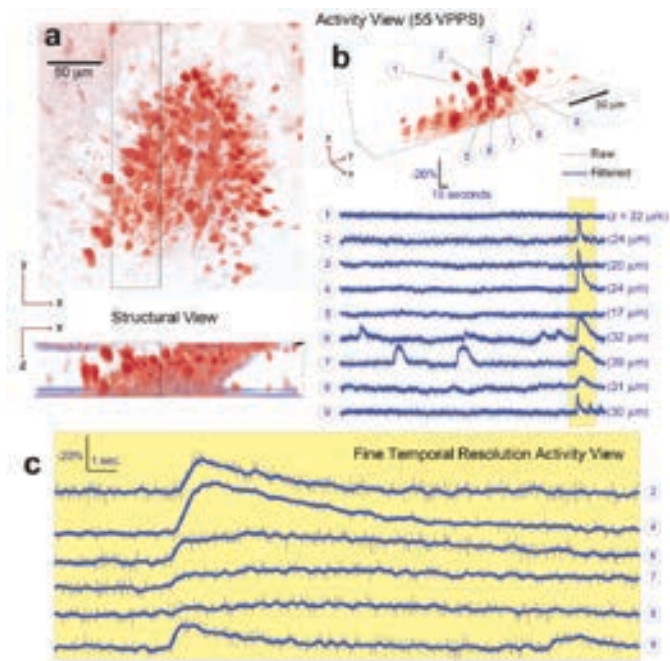 Activity View (55 VPPS)
a
50 µm
b
1
2
3
4
5
6
7
8
9
50 µm
Raw
Filtered
-20%
10 seconds
1
2
3
4
5
6
7
8
9
(z = 22 µm)
(24 µm)
(20 µm)
(24 µm)
(17 µm)
(32 µm)
(39 µm)
(31 µm)
(30 µm)
Y
X
X
Z
Structural View
c
-20%
1 sec
Fine Temporal Resolution Activity View
2
4
6
7
8
9